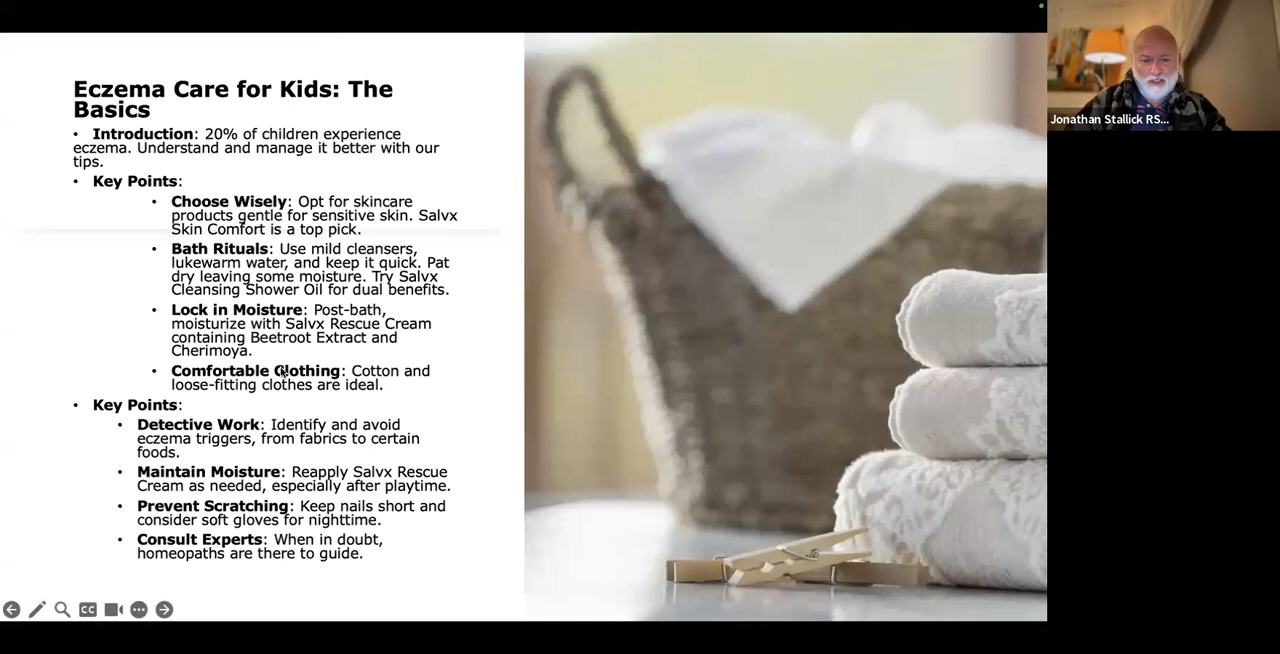 Eczema Care for Kids: The
Basics
• Introduction: 20% of children experience
eczema. Understand and manage it better with our
tips.
• Key Points:
• Choose Wisely: Opt for skincare
products gentle for sensitive skin. Salvx
Skin Comfort is a top pick.
• Bath Rituals: Use mild cleansers,
lukewarm water, and keep it quick. Pat
dry leaving some moisture. Try Salvx
Cleansing Shower Oil for dual benefits.
• Lock in Moisture: Post-bath,
moisturize with Salvx Rescue Cream
containing Beetroot Extract and
Cherimoya.
• Comfortable Clothing: Cotton and
loose-fitting clothes are ideal.
• Key Points:
• Detective Work: Identify and avoid
eczema triggers, from fabrics to certain
foods.
• Maintain Moisture: Reapply Salvx Rescue
Cream as needed, especially after playtime.
• Prevent Scratching: Keep nails short and
consider soft gloves for nighttime.
• Consult Experts: When in doubt,
homeopaths are there to guide.
CC
Jonathan Stallick RS...